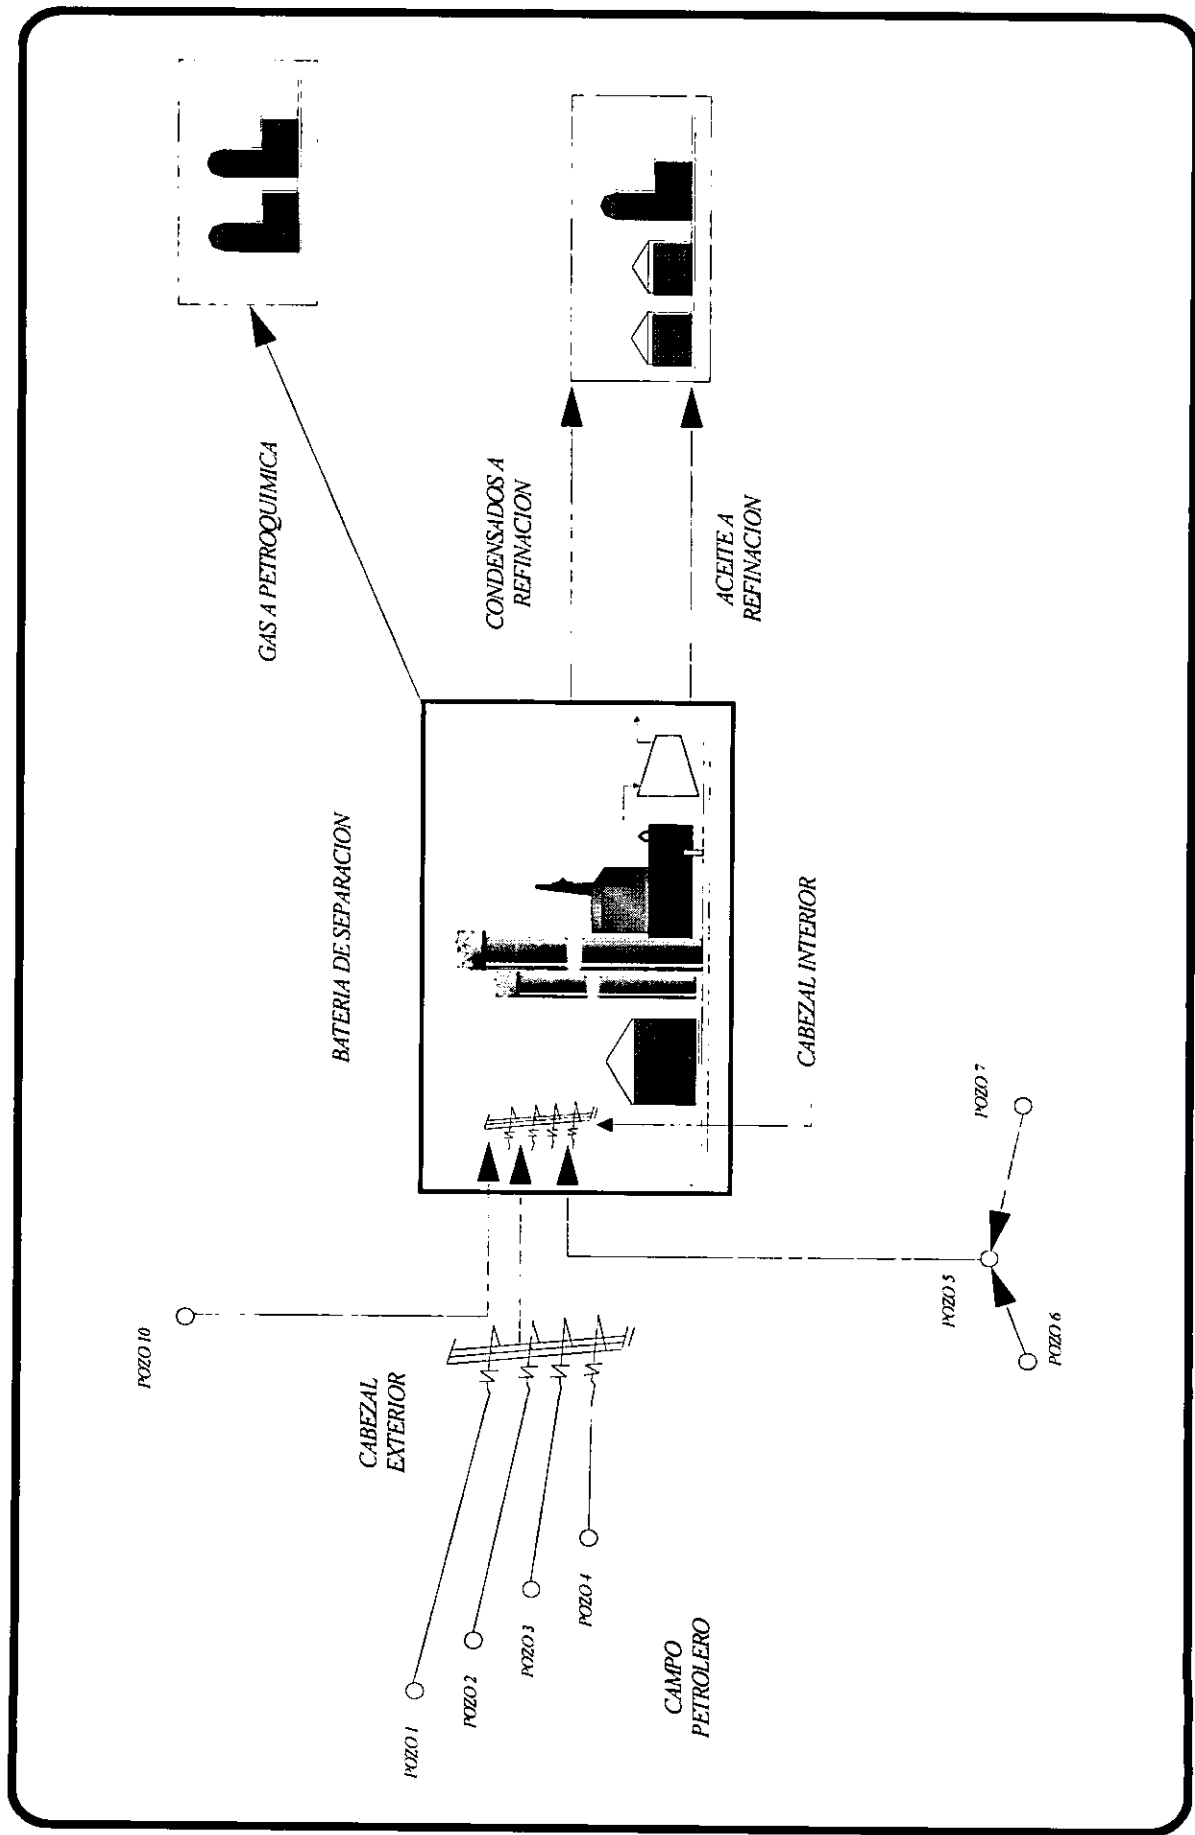 POZO 10
CABEZAL
EXTERIOR
POZO 1
POZO 2
POZO 3
POZO 4
CAMPO
PETROLERO
BATERIA DE SEPARACION
CABEZAL INTERIOR
POZO 5
POZO 6
POZO 7
GAS A PETROQUIMICA
CONDENSADOS A
REFINACION
ACEITE A
REFINACION